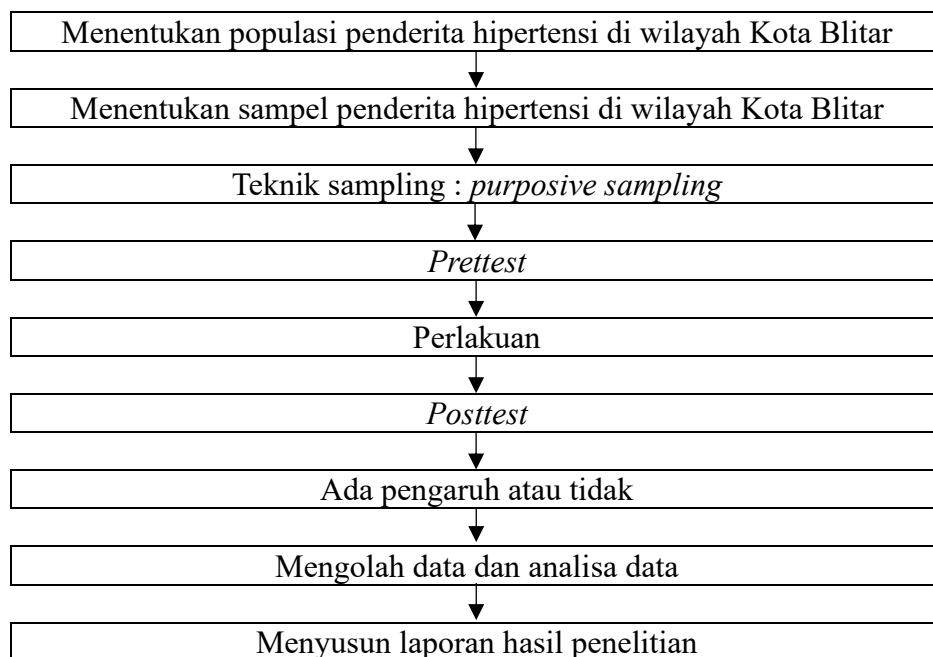 Menentukan populasi penderita hipertensi di wilayah Kota Blitar
Menentukan sampel penderita hipertensi di wilayah Kota Blitar
Teknik sampling : purposive sampling
Prettest
Perlakuan
Posttest
Ada pengaruh atau tidak
Mengolah data dan analisa data
Menyusun laporan hasil penelitian